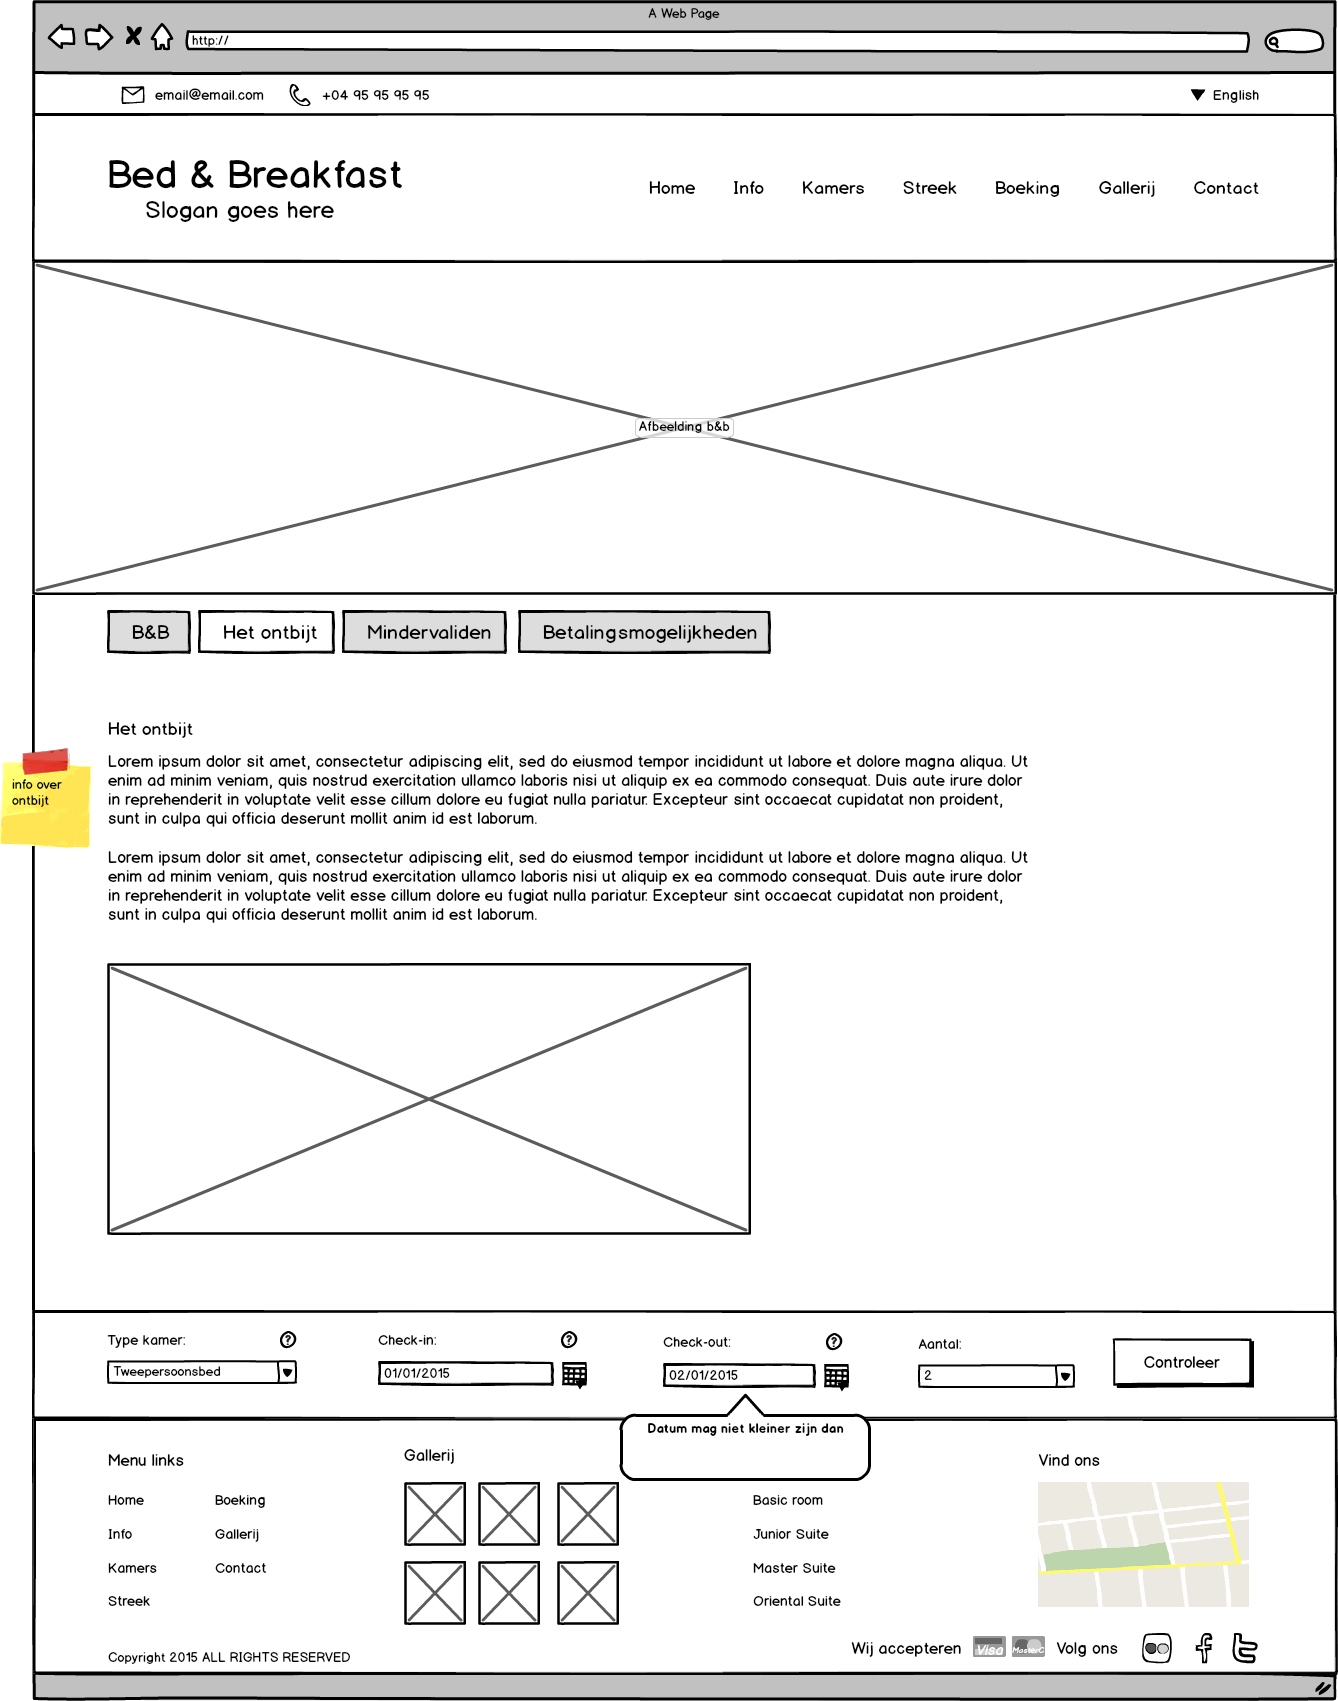 A Web Page
http://
email@email.com
+04 95 95 95 95
English
Bed & Breakfast
Slogan goes here
Home
Info
Kamers
Streek
Boeking
Gallerij
Contact
Afbeelding b&b
B&B
Het ontbijt
Mindervaliden
Betalingsmogelijkheden
info over
ontbijt
Het ontbijt
Lorem ipsum dolor sit amet, consectetur adipiscing elit, sed do eiusmod tempor incididunt ut labore et dolore magna aliqua. Ut
enim ad minim veniam, quis nostrud exercitation ullamco laboris nisi ut aliquip ex ea commodo consequat. Duis aute irure dolor
in reprehenderit in voluptate velit esse cillum dolore eu fugiat nulla pariatur. Excepteur sint occaecat cupidatat non proident,
sunt in culpa qui officia deserunt mollit anim id est laborum.
Lorem ipsum dolor sit amet, consectetur adipiscing elit, sed do eiusmod tempor incididunt ut labore et dolore magna aliqua. Ut
enim ad minim veniam, quis nostrud exercitation ullamco laboris nisi ut aliquip ex ea commodo consequat. Duis aute irure dolor
in reprehenderit in voluptate velit esse cillum dolore eu fugiat nulla pariatur. Excepteur sint occaecat cupidatat non proident,
sunt in culpa qui officia deserunt mollit anim id est laborum.
Type kamer:
?
Tweepersoonsbed
Check-in:
?
01/01/2015
Check-out:
?
02/01/2015
Aantal:
2
Controleer
Datum mag niet kleiner zijn dan
Menu links
Home
Info
Kamers
Streek
Boeking
Gallerij
Contact
Gallerij
Basic room
Junior Suite
Master Suite
Oriental Suite
Vind ons
Copyright 2015 ALL RIGHTS RESERVED
Wij accepteren
Visa
MasterC
Volg ons